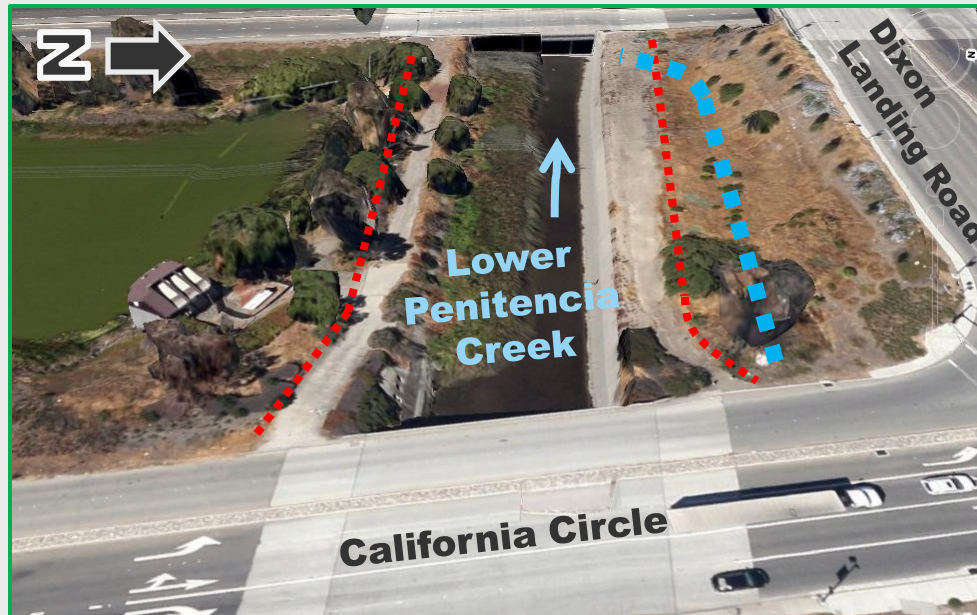 N
Dixon
Landing Road
Lower
Penitencia
Creek
California Circle
N